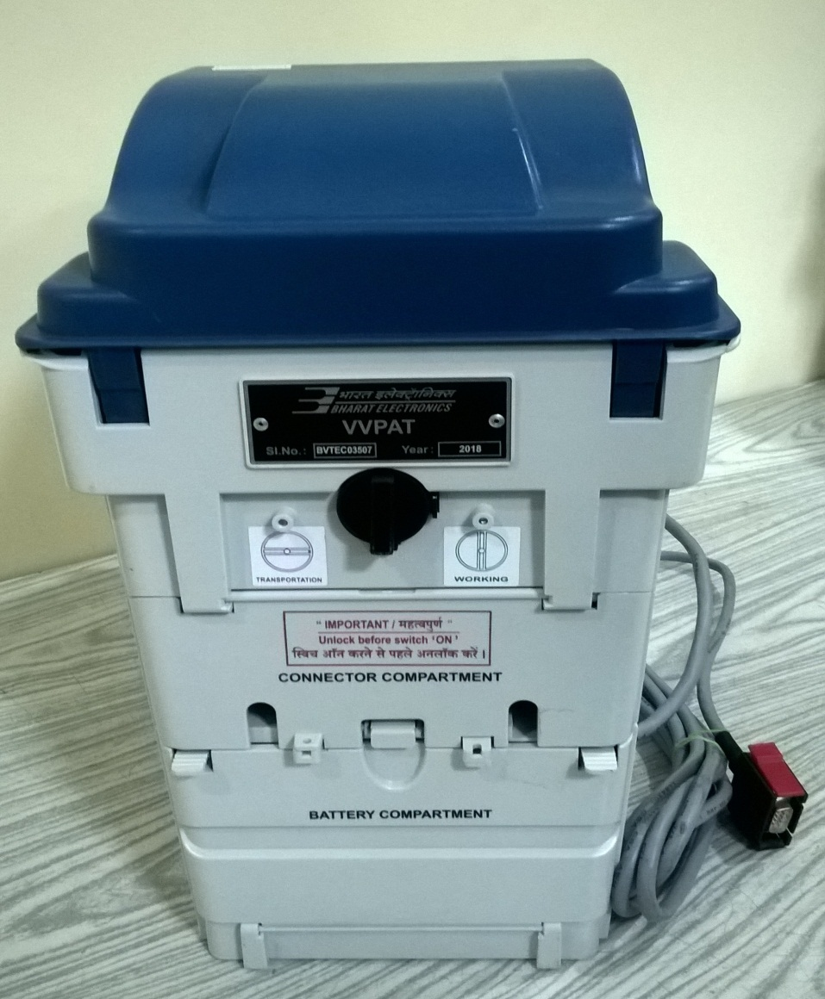 भारत इलेक्ट्रॉनिक्स
BHARAT ELECTRONICS
VVPAT
Sl.No.: BVTEC03507 Year: 2018
TRANSPORTATION
WORKING
" IMPORTANT / महत्वपुर्ण "
Unlock before switch 'ON'
स्विच ऑन करने से पहले अनलॉक करें।
CONNECTOR COMPARTMENT
BATTERY COMPARTMENT